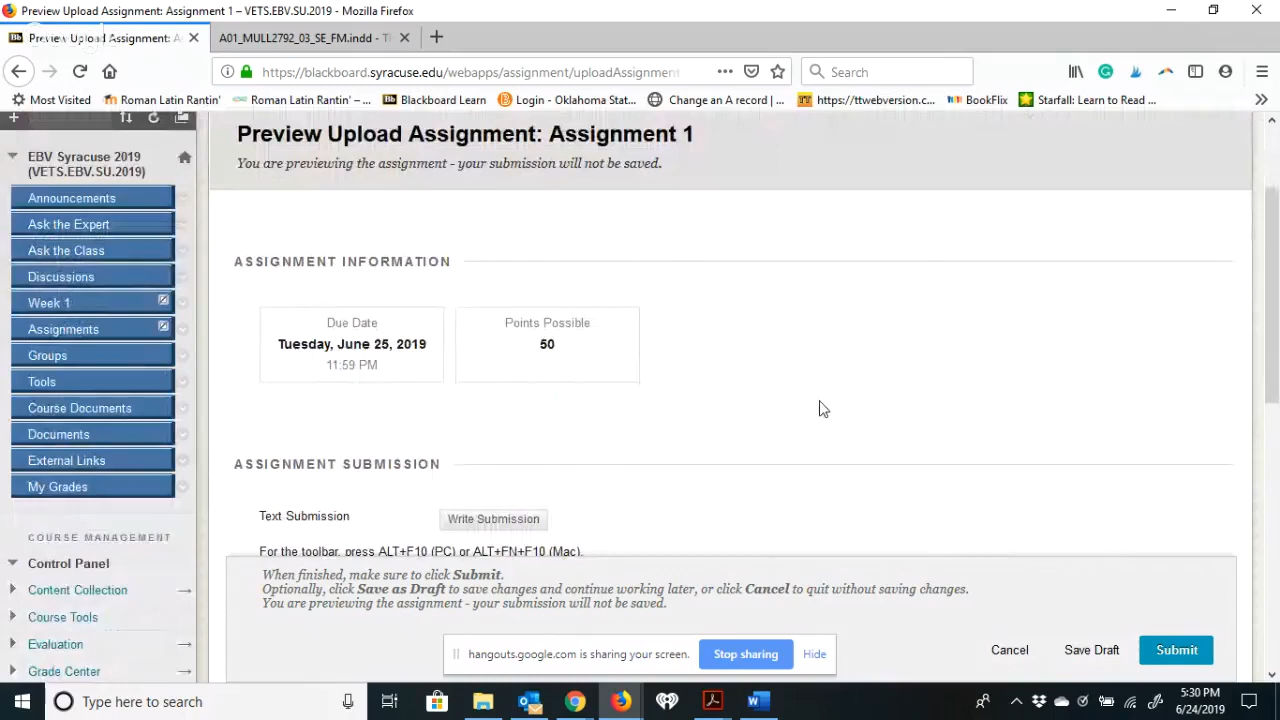 Preview Upload Assignment: Assignment 1 – VETS.EBV.SU.2019 - Mozilla Firefox
Preview Upload Assignment: A
A01_MULL2792_03_SE_FM.indd - Ti
https://blackboard.syracuse.edu/webapps/assignment/uploadAssignment
Search
Most Visited
Roman Latin Rantin'
Roman Latin Rantin' – ...
Blackboard Learn
Login - Oklahoma Stat...
Change an A record | ...
https://ttwebversion.c...
BookFlix
Starfall: Learn to Read ...
EBV Syracuse 2019
(VETS.EBV.SU.2019)
Announcements
Ask the Expert
Ask the Class
Discussions
Week 1
Assignments
Groups
Tools
Course Documents
Documents
External Links
My Grades
COURSE MANAGEMENT
Control Panel
Content Collection
Course Tools
Evaluation
Grade Center
Preview Upload Assignment: Assignment 1
You are previewing the assignment - your submission will not be saved.
ASSIGNMENT INFORMATION
Due Date
Tuesday, June 25, 2019
11:59 PM
Points Possible
50
ASSIGNMENT SUBMISSION
Text Submission
Write Submission
For the toolbar, press ALT+F10 (PC) or ALT+FN+F10 (Mac).
When finished, make sure to click Submit.
Optionally, click Save as Draft to save changes and continue working later, or click Cancel to quit without saving changes.
You are previewing the assignment - your submission will not be saved.
hangouts.google.com is sharing your screen.
Stop sharing
Hide
Cancel
Save Draft
Submit
Type here to search
5:30 PM
6/24/2019